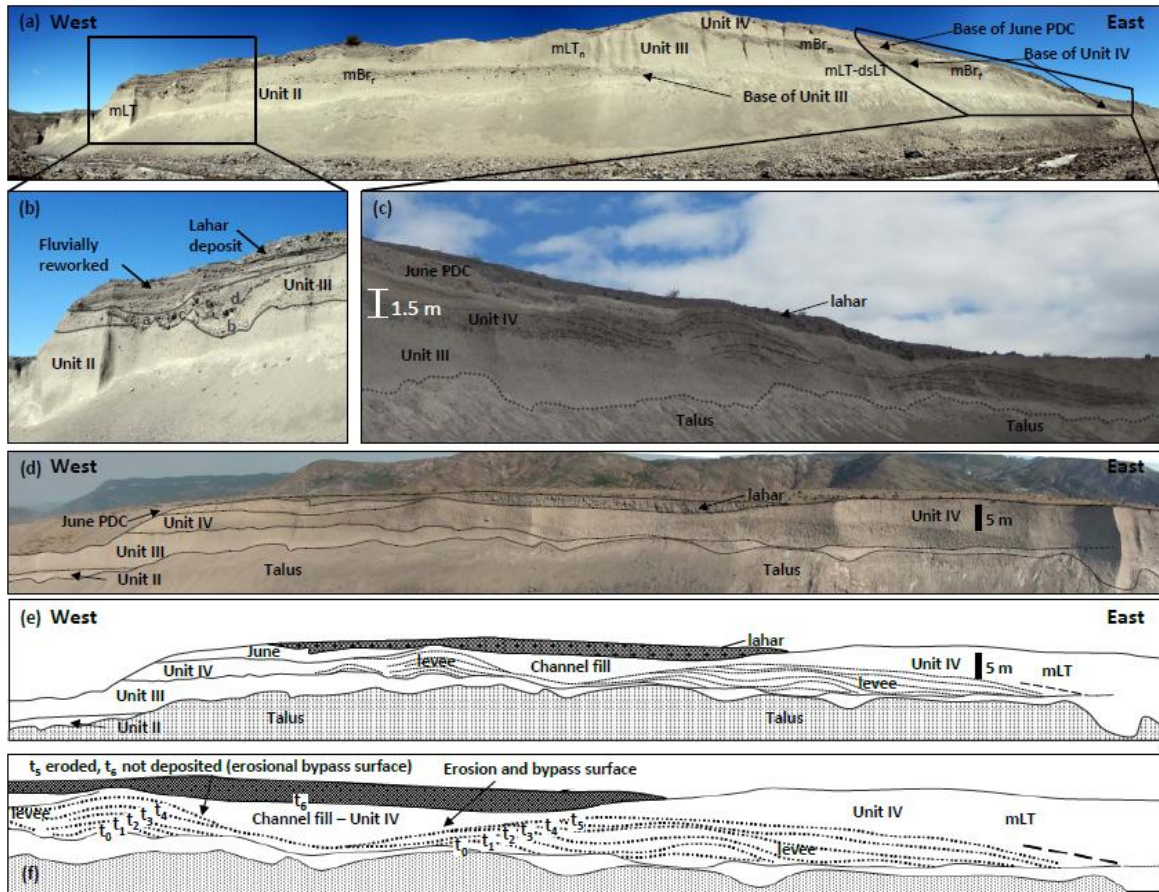 (a) West
East
Unit IV
Base of June PDC
mLTn
Unit III
mBrn
Base of Unit IV
mBrr
mLT-dsLT
mBrf
mLT
Unit II
Base of Unit III
(b)
Lahar
deposit
Fluvially
reworked
Unit III
d
a
c
b
Unit II
(c)
June PDC
1.5 m
lahar
Unit IV
Unit III
Talus
Talus
(d) West
East
lahar
June PDC
Unit IV
Unit IV
5 m
Unit III
Talus
Talus
Unit II
(e) West
East
lahar
June
levee
Channel fill
Unit IV
5 m
mLT
Unit IV
levee
Unit III
Talus
Talus
Unit II
t5 eroded, t6 not deposited (erosional bypass surface)
Erosion and bypass surface
t6
levee
t0 t1 t2 t3 t4
Channel fill – Unit IV
t0 t1 t2 t3 t4 t5
Unit IV
mLT
levee
(f)